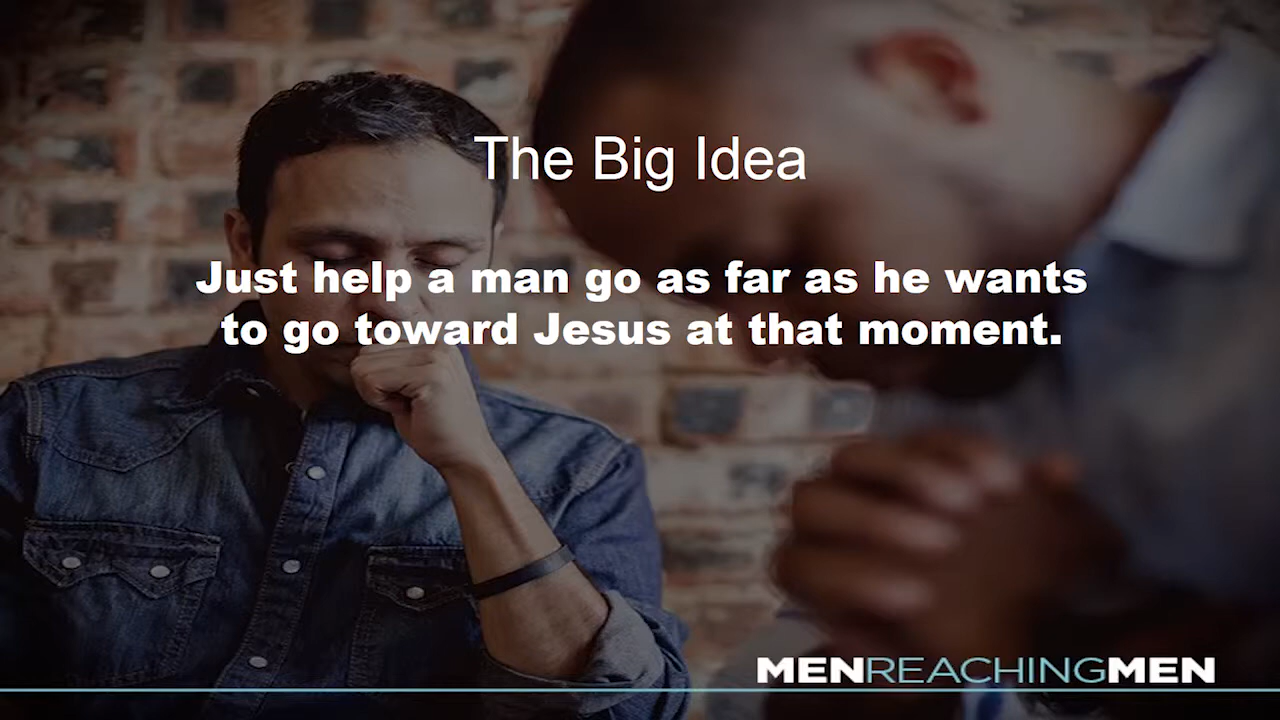 The Big Idea
Just help a man go as far as he wants
to go toward Jesus at that moment.
MENREACHINGMEN